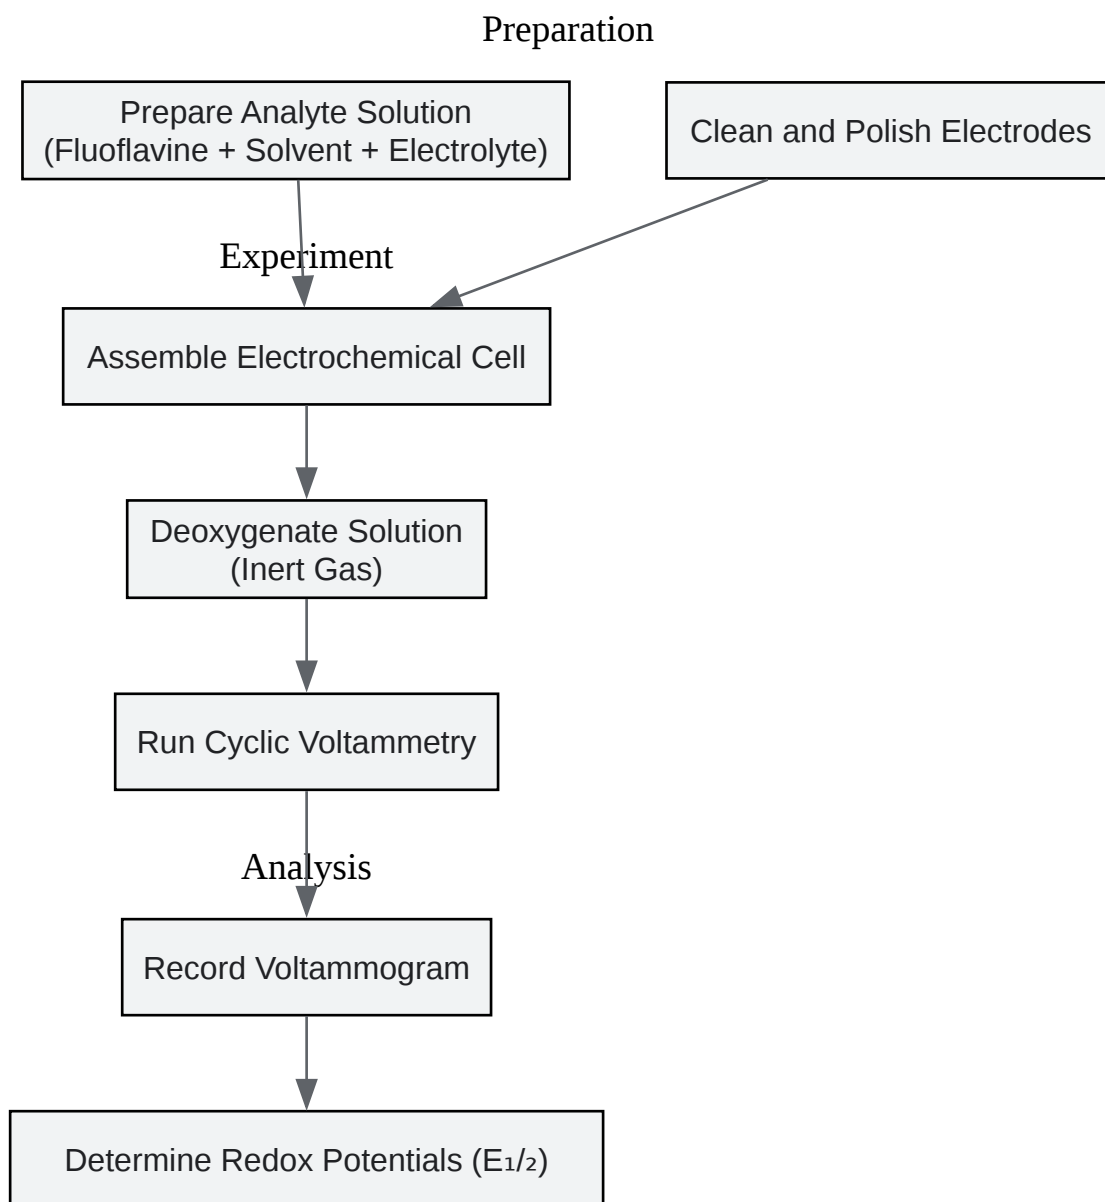 Preparation
Prepare Analyte Solution
(Fluoflavine + Solvent + Electrolyte)
Clean and Polish Electrodes
Experiment
Assemble Electrochemical Cell
Deoxygenate Solution
(Inert Gas)
Run Cyclic Voltammetry
Analysis
Record Voltammogram
Determine Redox Potentials (E₁/₂)